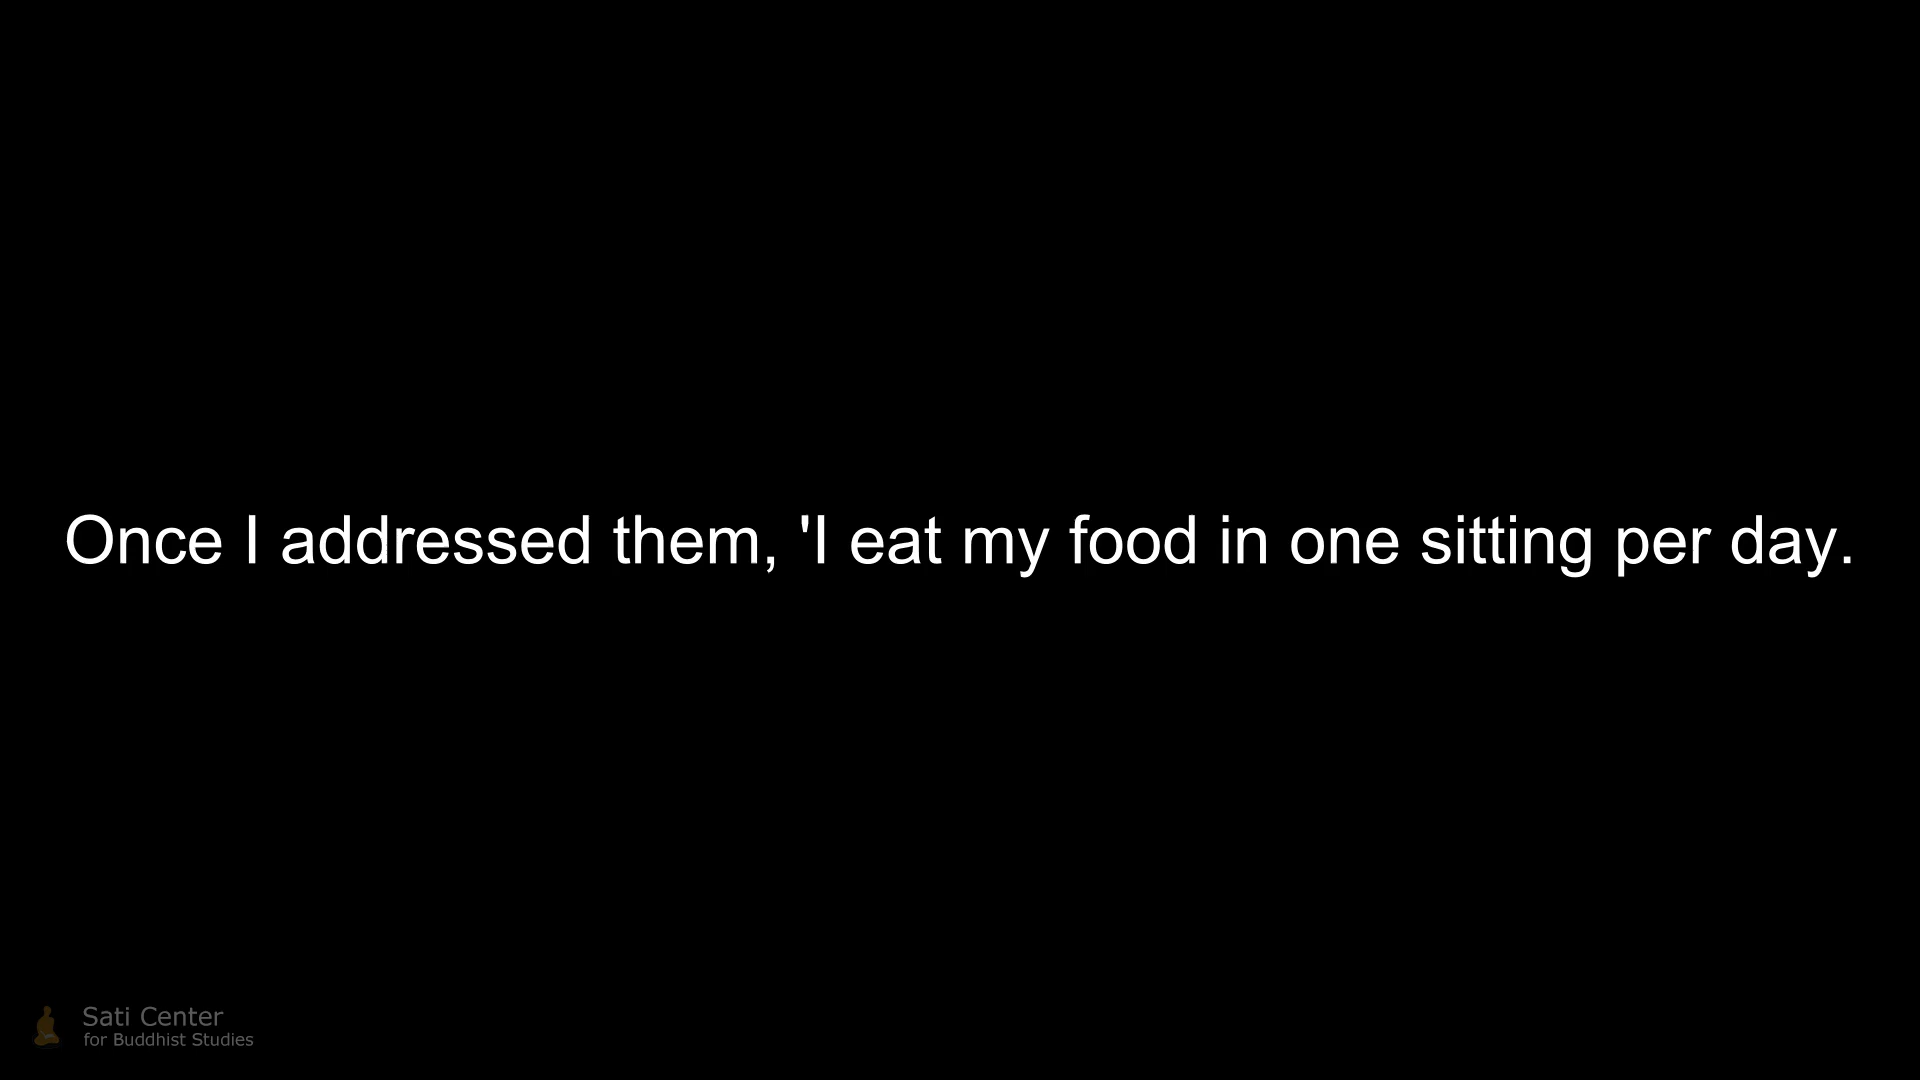 Once I addressed them, 'I eat my food in one sitting per day.
Sati Center
for Buddhist Studies